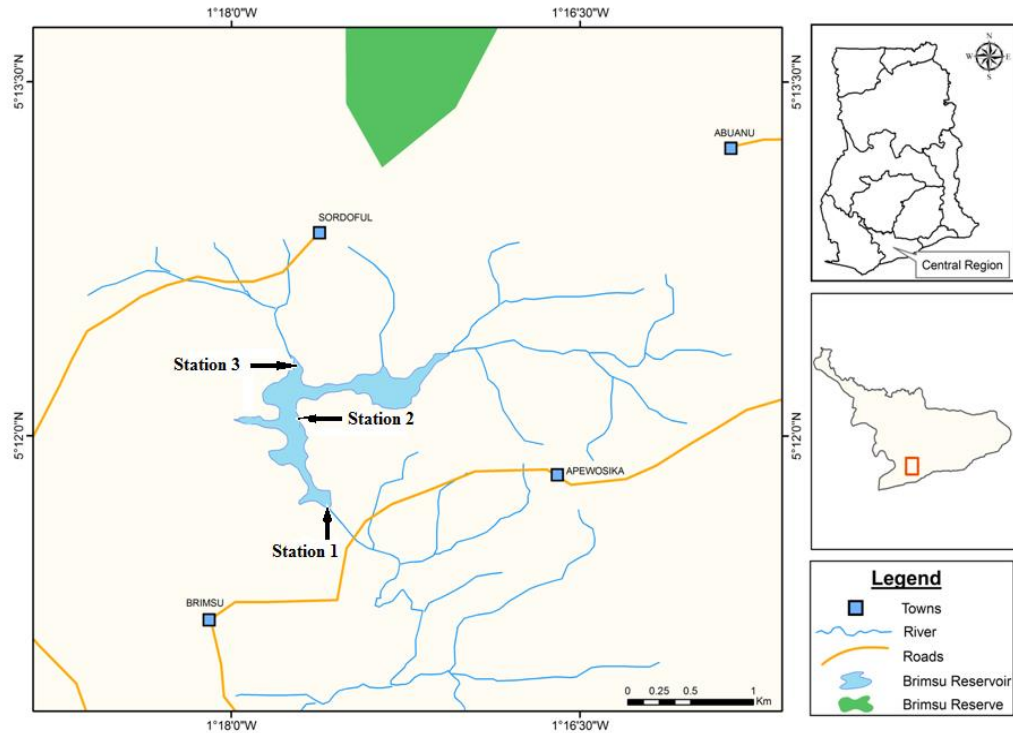 1°18'0"W
1°16'30"W
5°13'30"N
5°13'30"N
ABUANU
SORDOFUL
Station 3
Station 2
5°12'0"N
5°12'0"N
APEWOSIKA
Station 1
BRIMSU
0 0.25 0.5 1
Km
1°18'0"W
1°16'30"W
N
W E
S
Central Region
Legend
Towns
River
Roads
Brimsu Reservoir
Brimsu Reserve